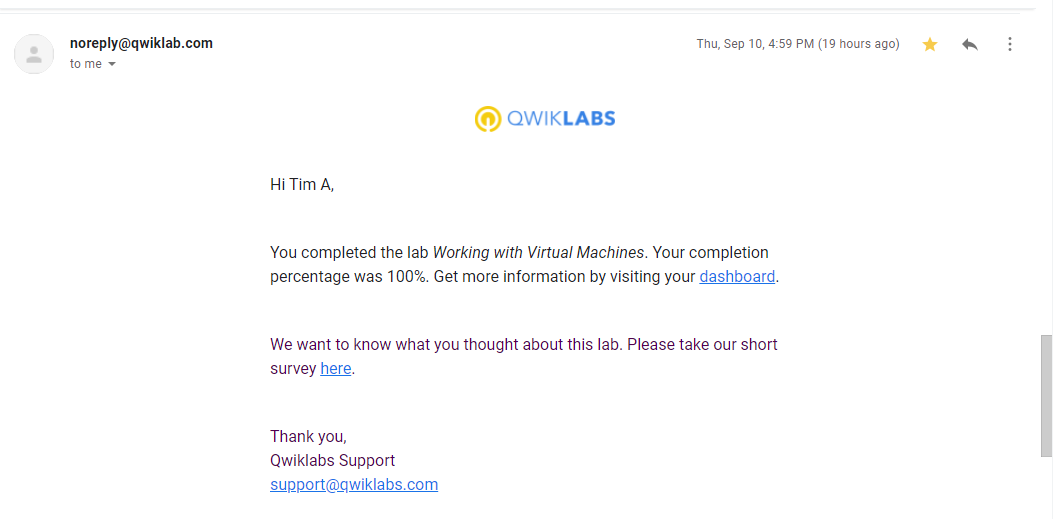 noreply@qwiklab.com
Thu, Sep 10, 4:59 PM (19 hours ago)
to me
QWIKLABS
Hi Tim A,
You completed the lab Working with Virtual Machines. Your completion
percentage was 100%. Get more information by visiting your dashboard.
We want to know what you thought about this lab. Please take our short
survey here.
Thank you,
Qwiklabs Support
support@qwiklabs.com